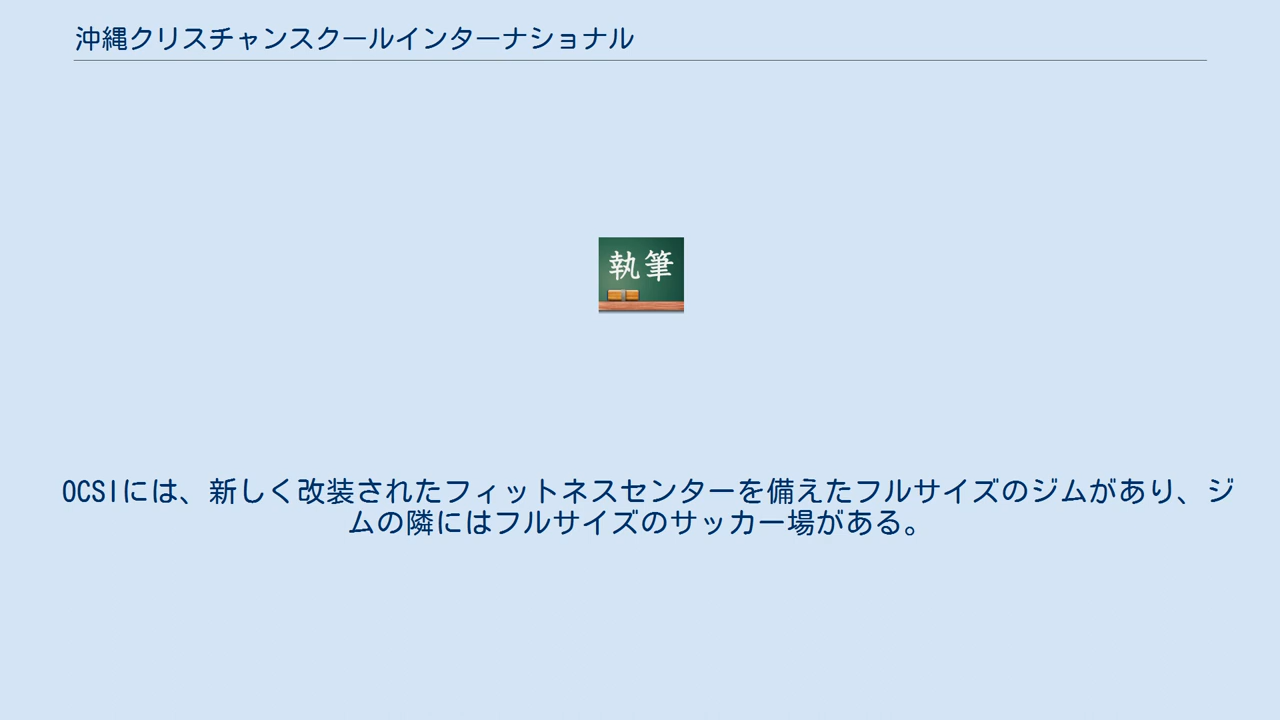 沖縄クリスチャンスクールインターナショナル
執筆
OCSIには、新しく改装されたフィットネスセンターを備えたフルサイズのジムがあり、ジ
ムの隣にはフルサイズのサッカー場がある。